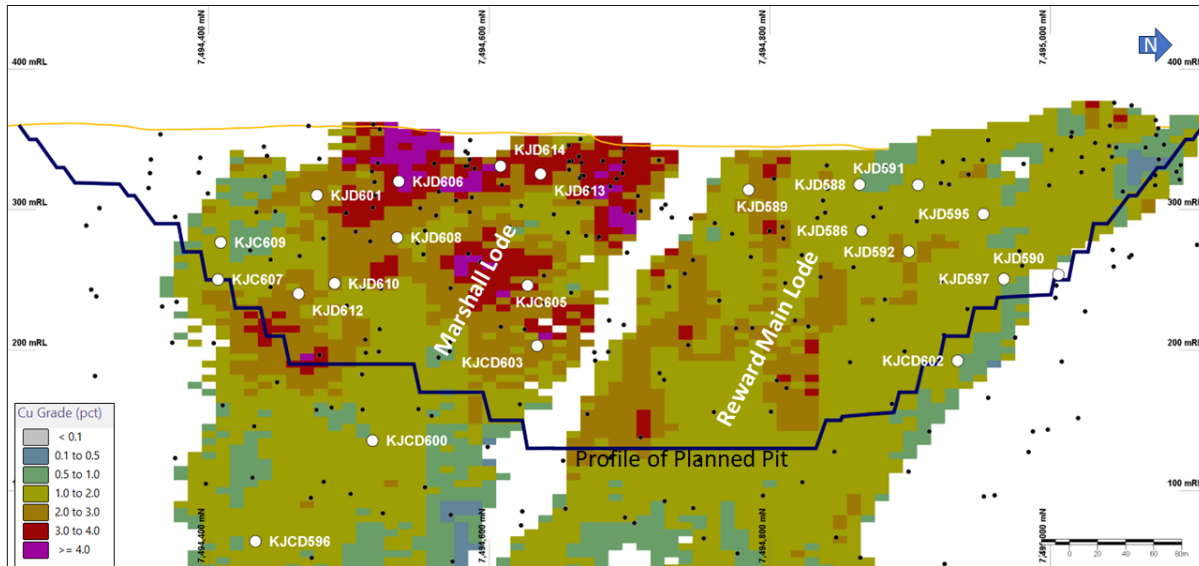 7,494,400 mN
7,494,600 mN
7,494,800 mN
7,495,000 mN
N
400 mRL
400 mRL
KJD614
KJD591
KJD606
KJD588
KJD613
KJD601
KJD589
KJD595
300 mRL
300 mRL
KJD586
KJD608
KJC609
KJD592
KJD590
KJC607
KJD597
KJD610
KJC605
KJD612
Marshall Lode
Reward Main Lode
200 mRL
200 mRL
KJCD603
KJCD602
Cu Grade (pct)
< 0.1
0.1 to 0.5
0.5 to 1.0
1.0 to 2.0
2.0 to 3.0
3.0 to 4.0
>= 4.0
KJCD600
Profile of Planned Pit
100 mRL
KJCD596
7,494,400 mN
7,494,600 mN
7,494,800 mN
0
20
40
60
80m